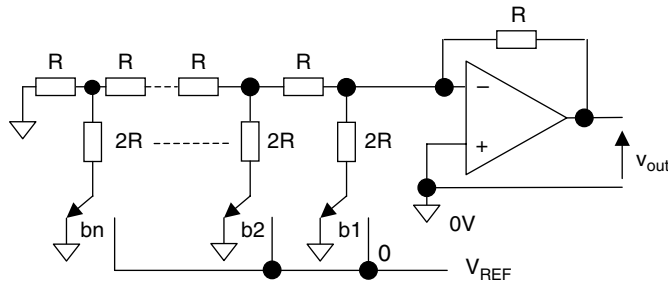 R
R R R R
2R 2R 2R
− +
v_out
bn b2 b1 0V
0
V_REF